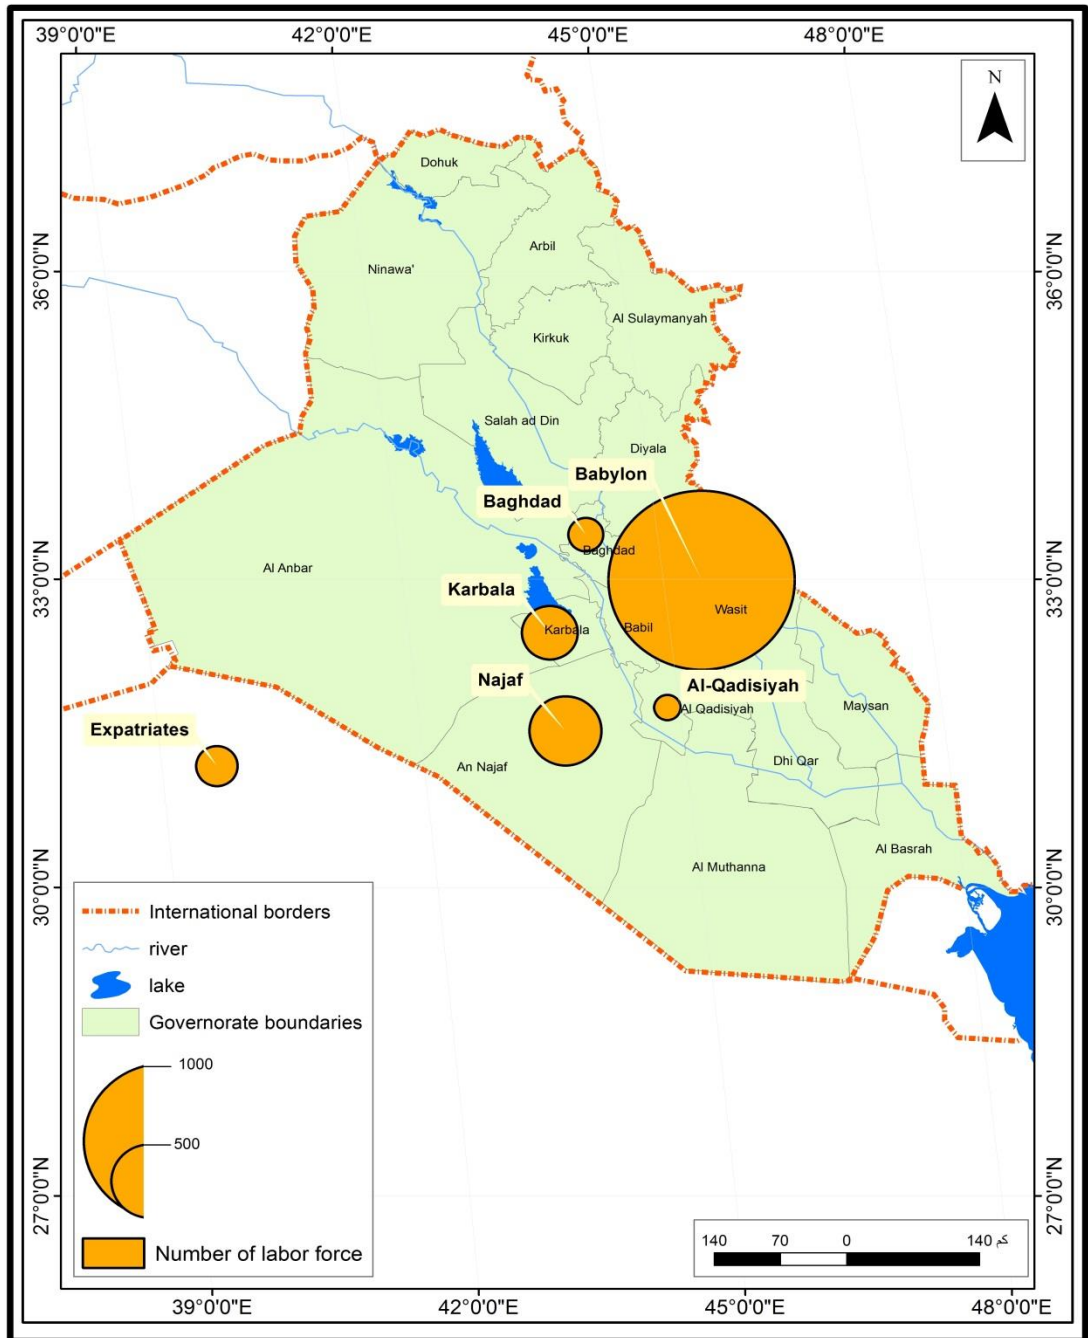 39°0'0"E 42°0'0"E 45°0'0"E 48°0'0"E
N
Dohuk
Arbil
Ninawa'
36°0'0"N 36°0'0"N
Al Sulaymanyah
Kirkuk
Salah ad Din
Diyala
Babylon
Baghdad
Baghdad
Al Anbar
33°0'0"N 33°0'0"N
Karbala
Wasit
Karbala
Babil
Najaf
Al-Qadisiyah
Al Qadisiyah
Maysan
Expatriates
Dhi Qar
An Najaf
Al Basrah
Al Muthanna
30°0'0"N 30°0'0"N
International borders
river
lake
Governorate boundaries
1000
500
27°0'0"N 27°0'0"N
Number of labor force
140 70 0 140 كم
39°0'0"E 42°0'0"E 45°0'0"E 48°0'0"E